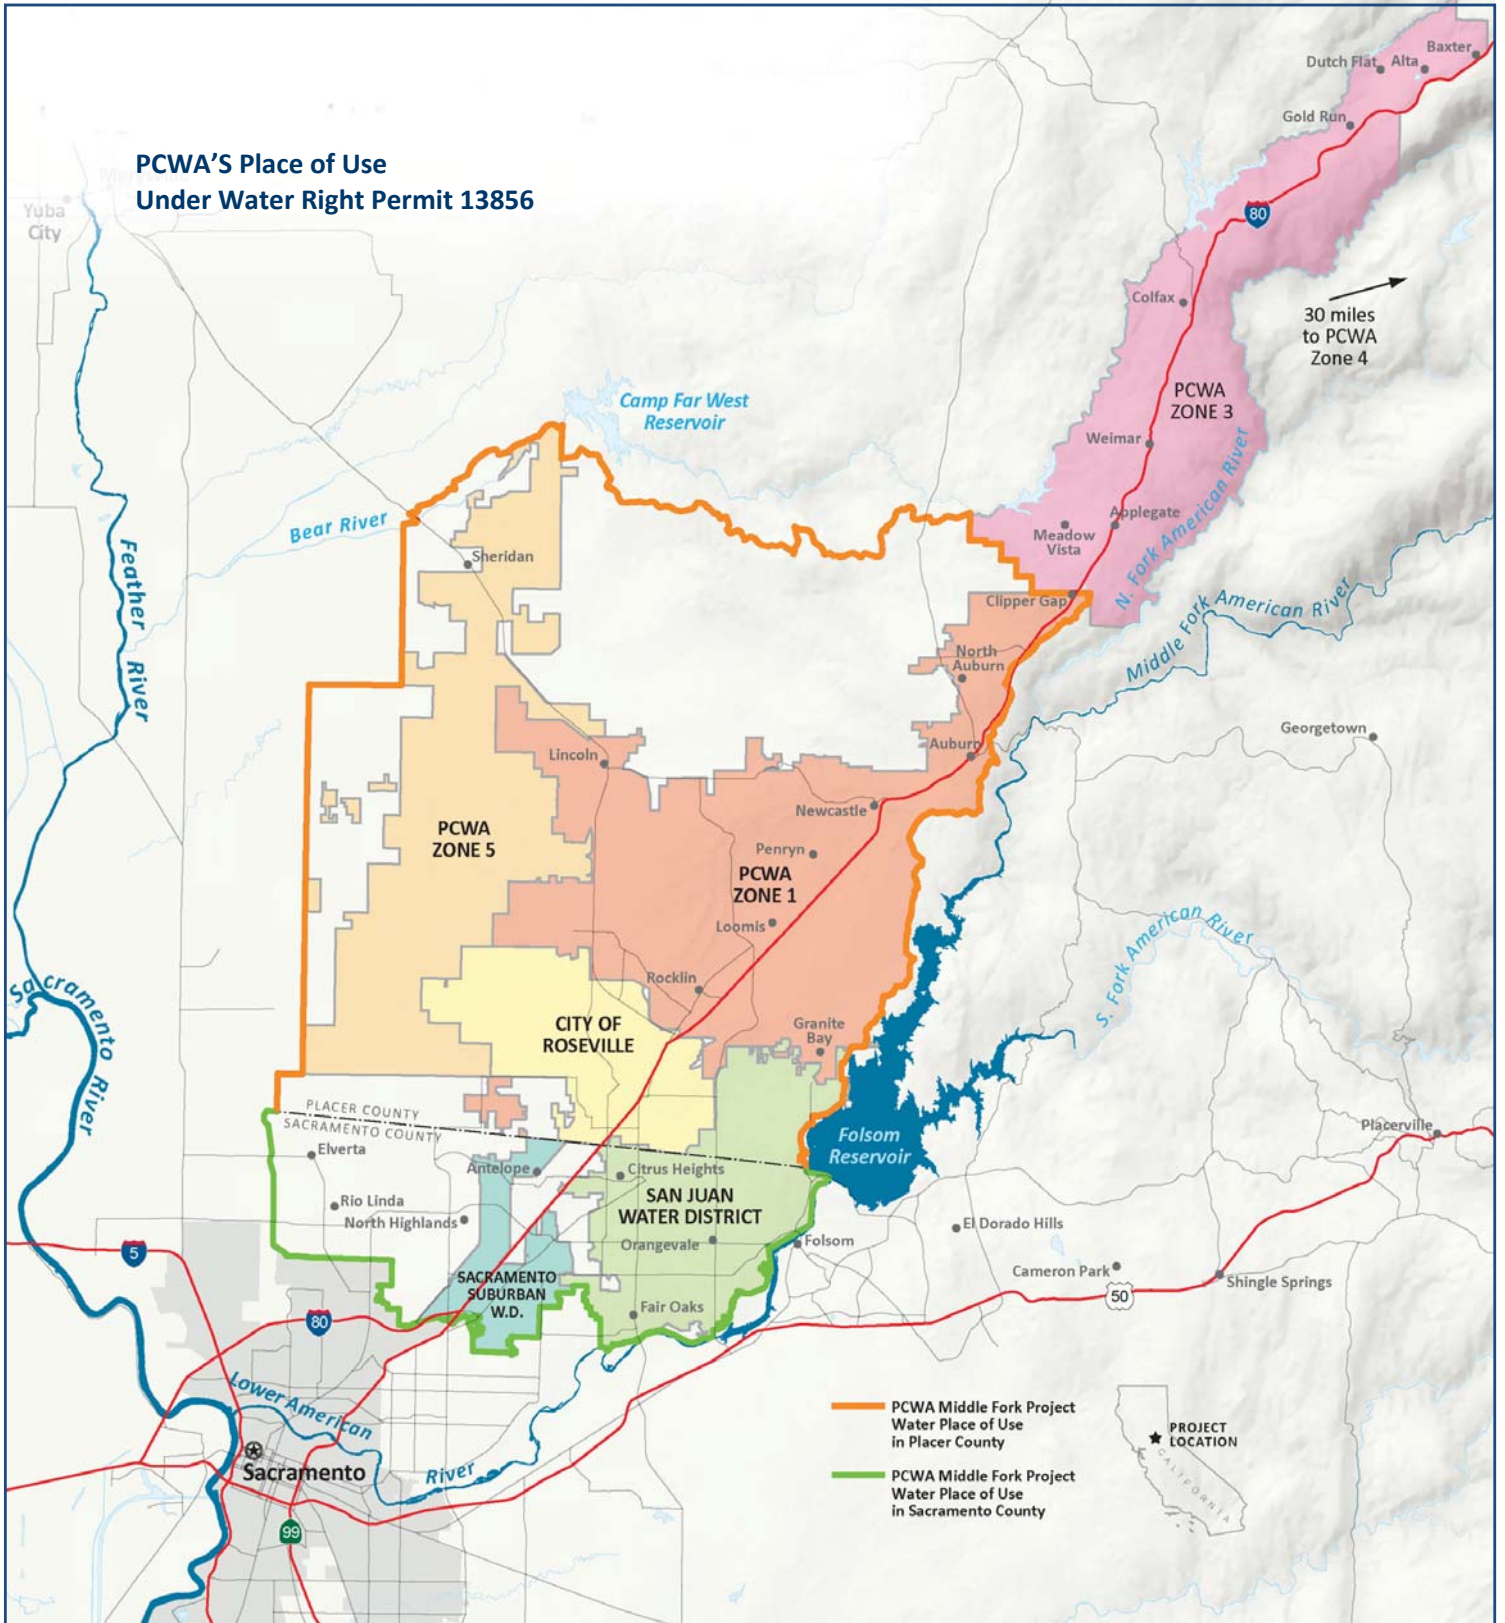 PCWA'S Place of Use
Under Water Right Permit 13856
Yuba
City
Dutch Flat
Alta
Baxter
Gold Run
80
Colfax
30 miles
to PCWA
Zone 4
PCWA
ZONE 3
Camp Far West
Reservoir
Weimar
N. Fork American River
Applegate
Meadow
Vista
Bear River
Sheridan
Feather River
Clipper Gap
Middle Fork American River
North
Auburn
Georgetown
Auburn
Lincoln
Newcastle
PCWA
ZONE 5
Penryn
PCWA
ZONE 1
Loomis
S. Fork American River
Rocklin
Sacramento River
CITY OF
ROSEVILLE
Granite
Bay
PLACER COUNTY
SACRAMENTO COUNTY
Folsom
Reservoir
Placerville
Elverta
Antelope
Citrus Heights
Rio Linda
North Highlands
SAN JUAN
WATER DISTRICT
Orangevale
Folsom
El Dorado Hills
5
Cameron Park
Shingle Springs
50
SACRAMENTO
SUBURBAN
W.D.
Fair Oaks
80
Lower American River
Sacramento
99
PCWA Middle Fork Project
Water Place of Use
in Placer County
PCWA Middle Fork Project
Water Place of Use
in Sacramento County
PROJECT
LOCATION
CALIFORNIA